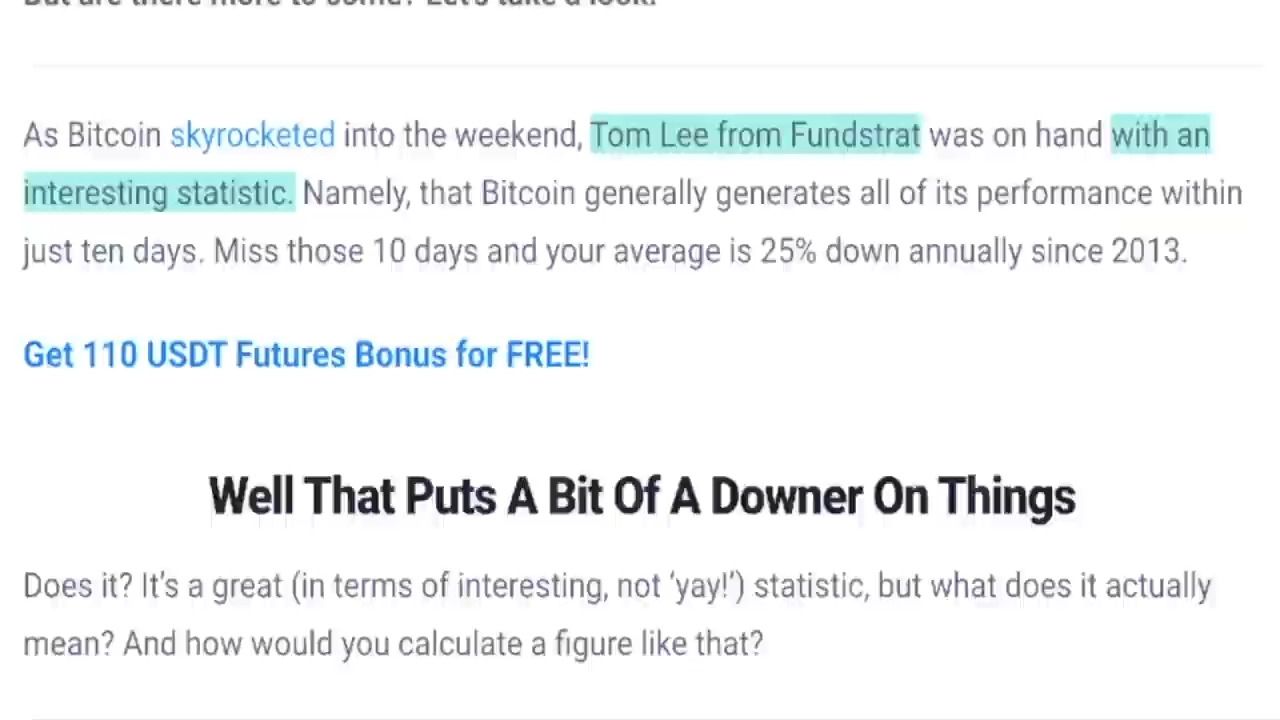 But are there more to come? Let's take a look!
As Bitcoin skyrocketed into the weekend, Tom Lee from Fundstrat was on hand with an
interesting statistic. Namely, that Bitcoin generally generates all of its performance within
just ten days. Miss those 10 days and your average is 25% down annually since 2013.
Get 110 USDT Futures Bonus for FREE!
Well That Puts A Bit Of A Downer On Things
Does it? It's a great (in terms of interesting, not ‘yay!’) statistic, but what does it actually
mean? And how would you calculate a figure like that?